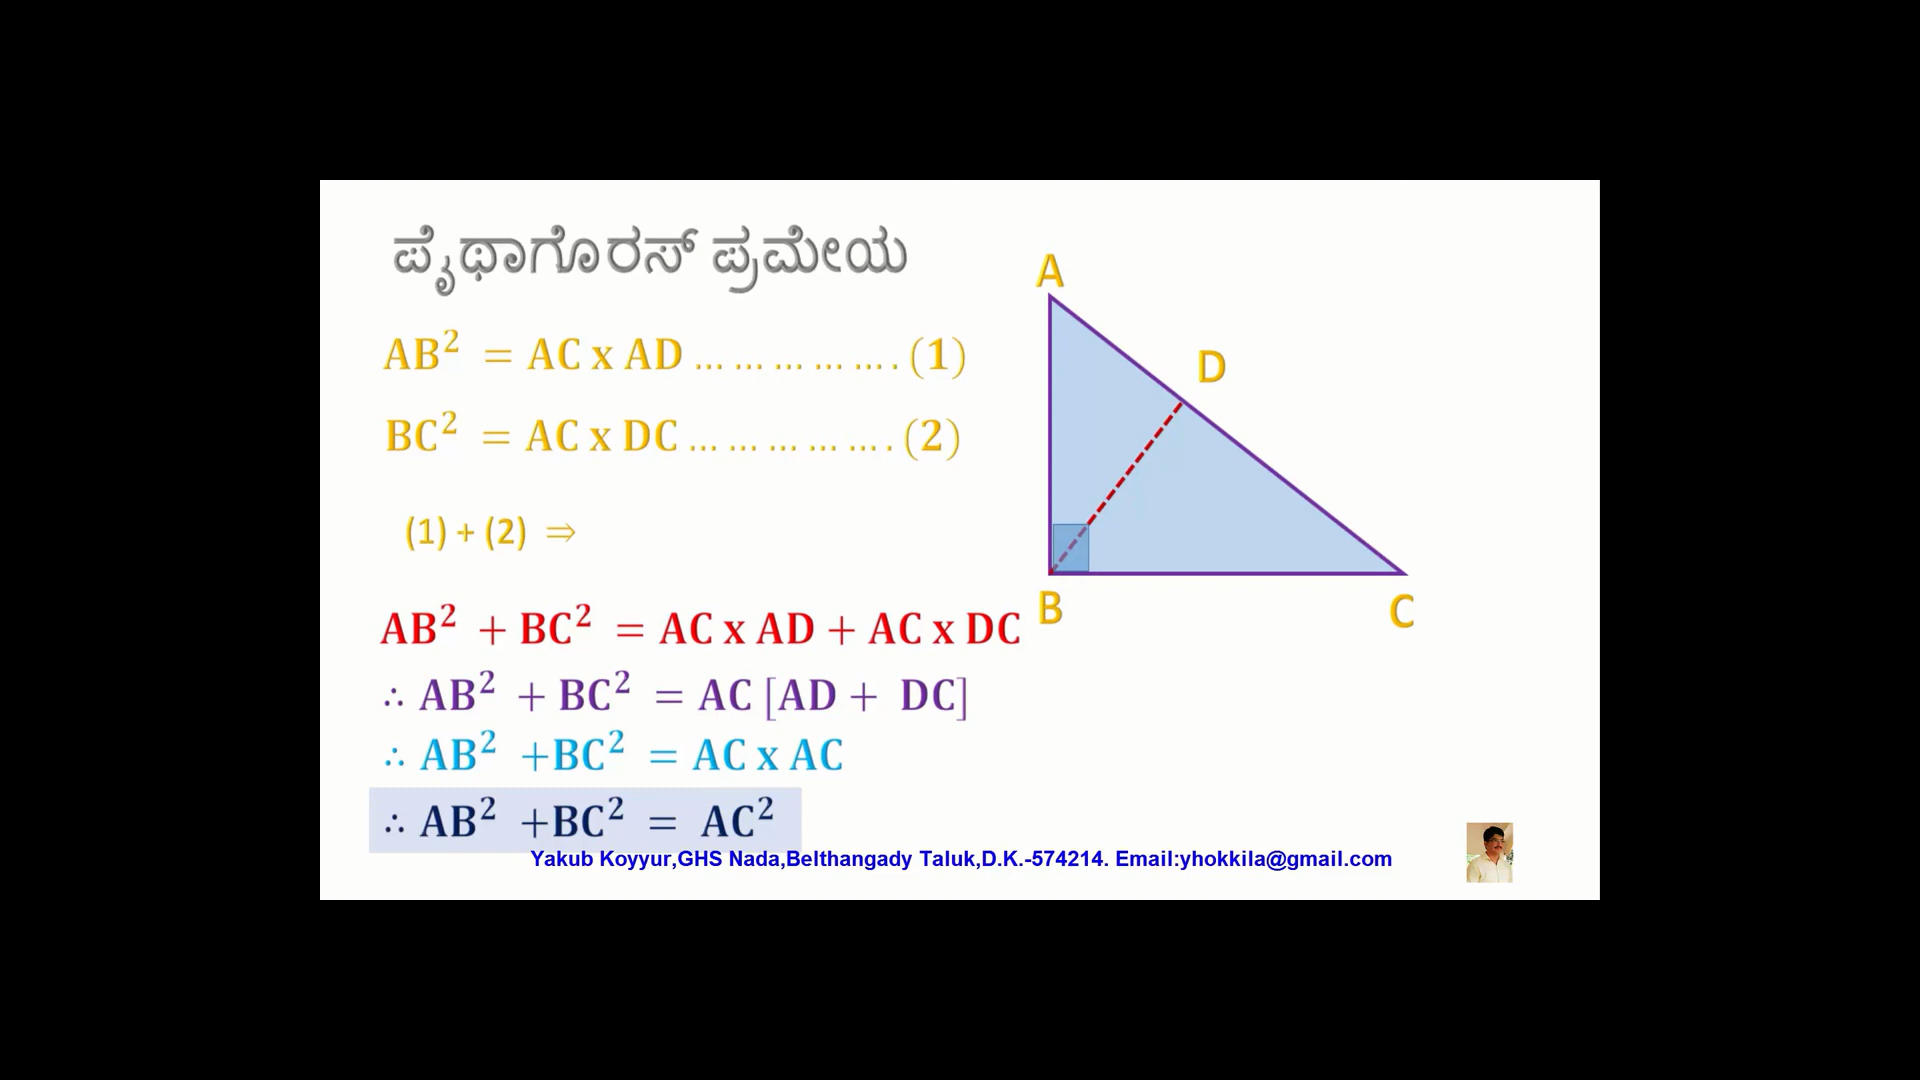 ಪೈಥಾಗೊರಸ್ ಪ್ರಮೇಯ
AB² = AC x AD … … … … … . (1)
BC² = AC x DC … … … … … . (2)
(1) + (2) ⇒
AB² + BC² = AC x AD + AC x DC
∴ AB² + BC² = AC [AD + DC]
∴ AB² +BC² = AC x AC
∴ AB² +BC² = AC²
A
D
B
C
Yakub Koyyur,GHS Nada,Belthangady Taluk,D.K.-574214. Email:yhokkila@gmail.com